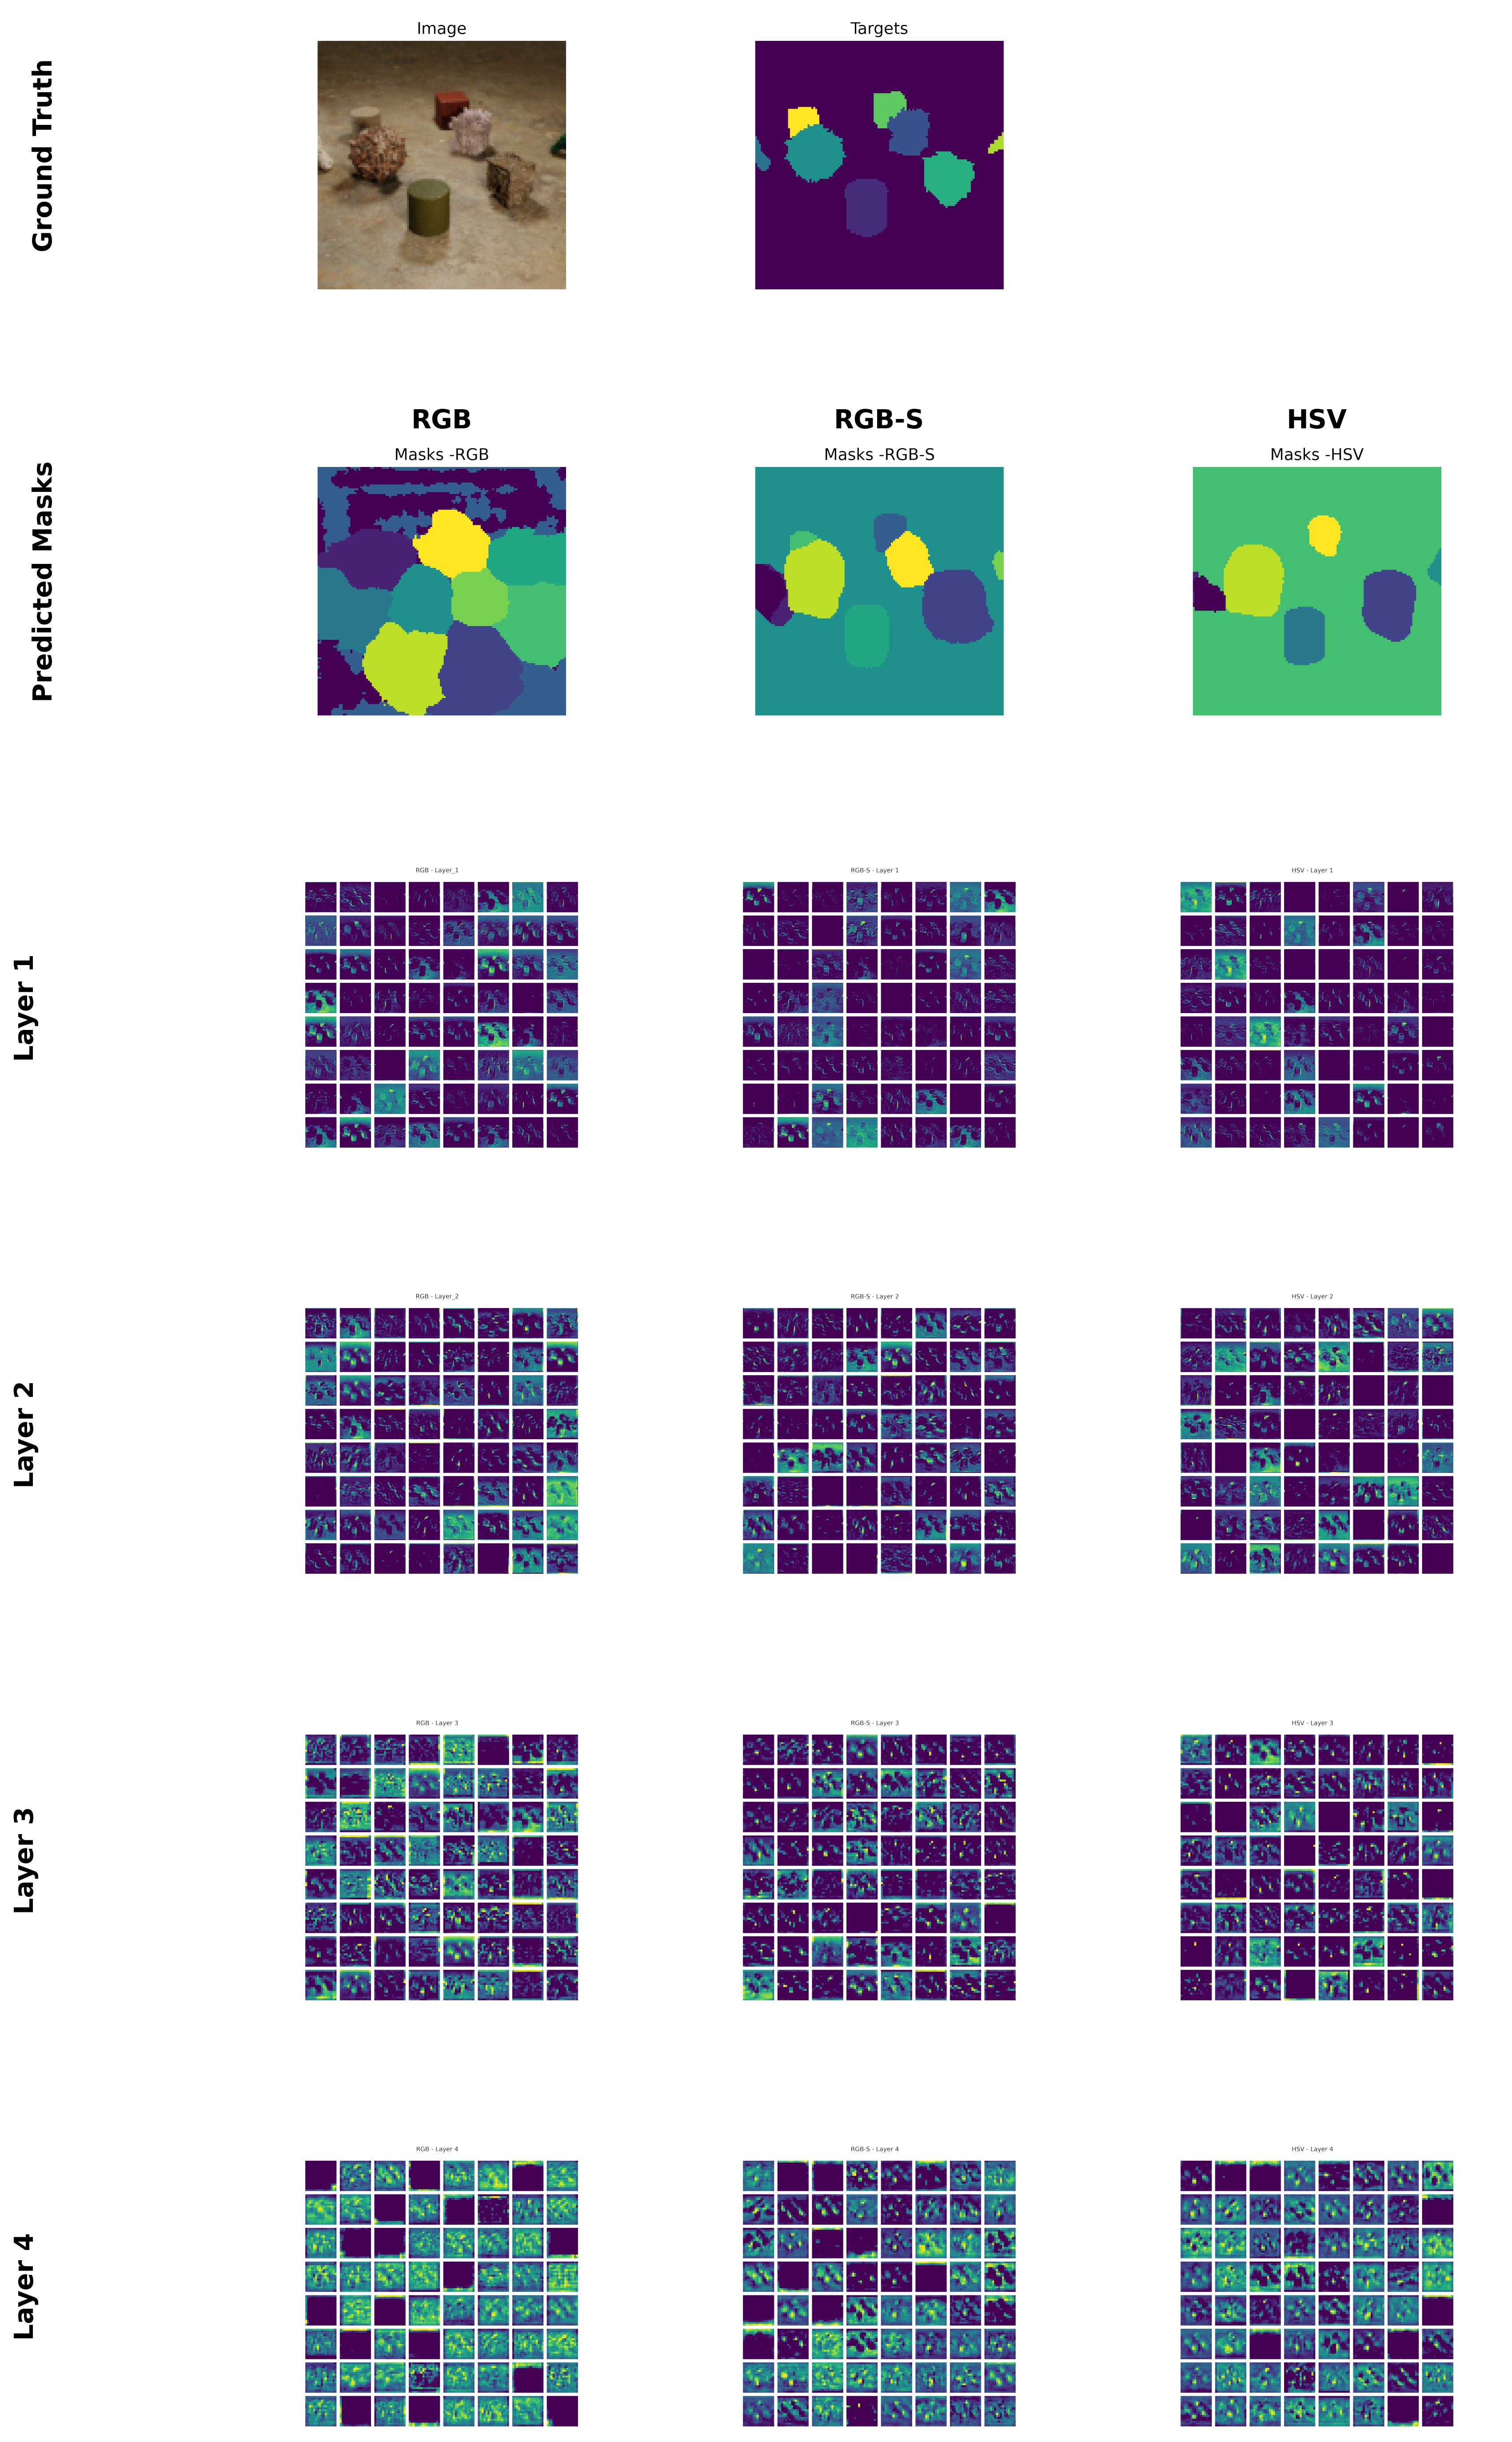 Image
Targets
Ground Truth
RGB
RGB-S
HSV
Masks -RGB
Masks -RGB-S
Masks -HSV
Predicted Masks
RGB - Layer_1
RGB-S - Layer 1
HSV - Layer 1
Layer 1
RGB - Layer_2
RGB-S - Layer 2
HSV - Layer 2
Layer 2
RGB - Layer 3
RGB-S - Layer 3
HSV - Layer 3
Layer 3
RGB - Layer 4
RGB-S - Layer 4
HSV - Layer 4
Layer 4